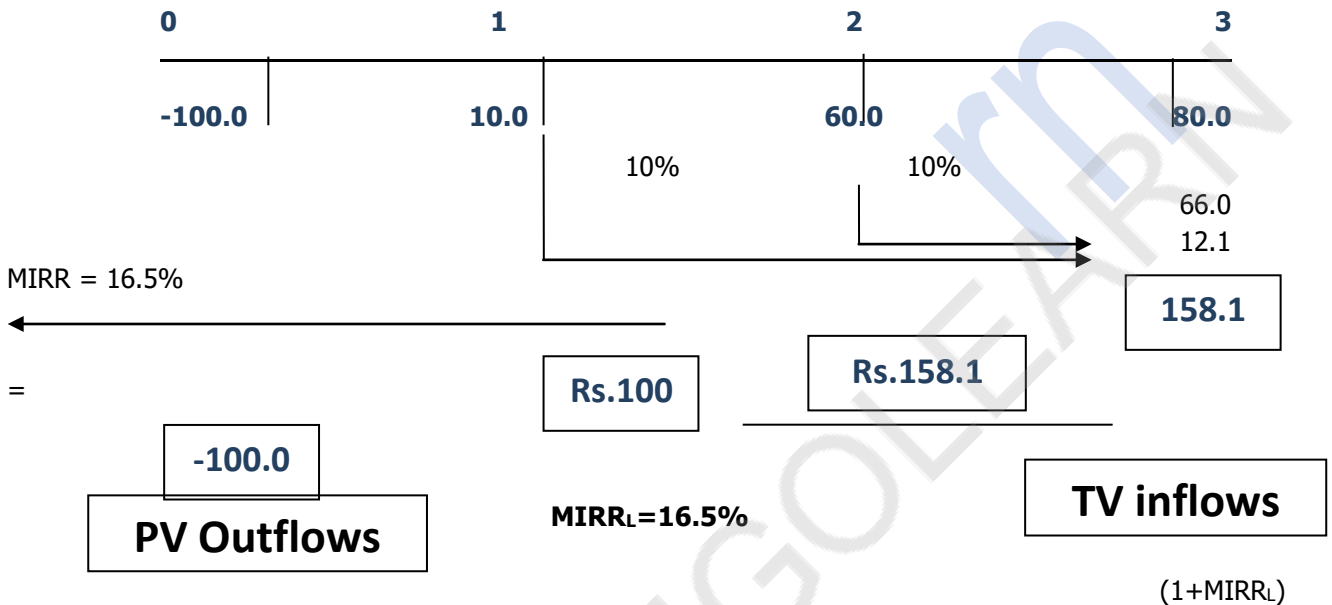 0 1 2 3
-100.0 10.0 60.0 80.0
10% 10%
66.0
12.1
MIRR = 16.5%
158.1
= Rs.100 Rs.158.1
-100.0
PV Outflows MIRRL=16.5% TV inflows
(1+MIRRL)
rn
GOLEARN